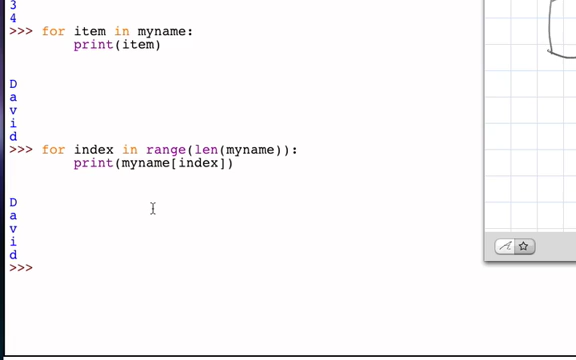 3
4
>>> for item in myname:
print(item)
D
a
v
i
d
>>> for index in range(len(myname)):
print(myname[index])
D
a
v
i
d
>>>